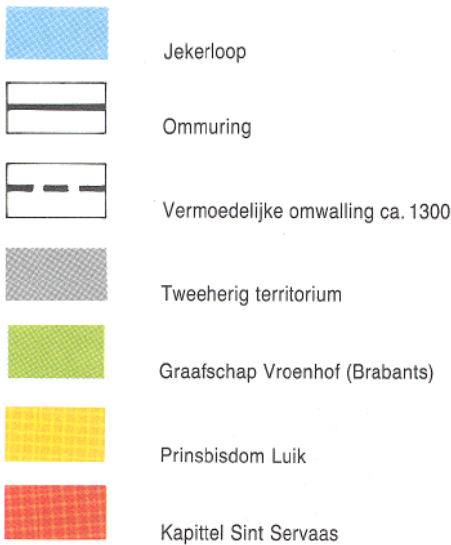 Jekerloop
Ommuring
Vermoedelijke omwalling ca. 1300
Tweeherig territorium
Graafschap Vroenhof (Brabants)
Prinsbisdom Luik
Kapittel Sint Servaas